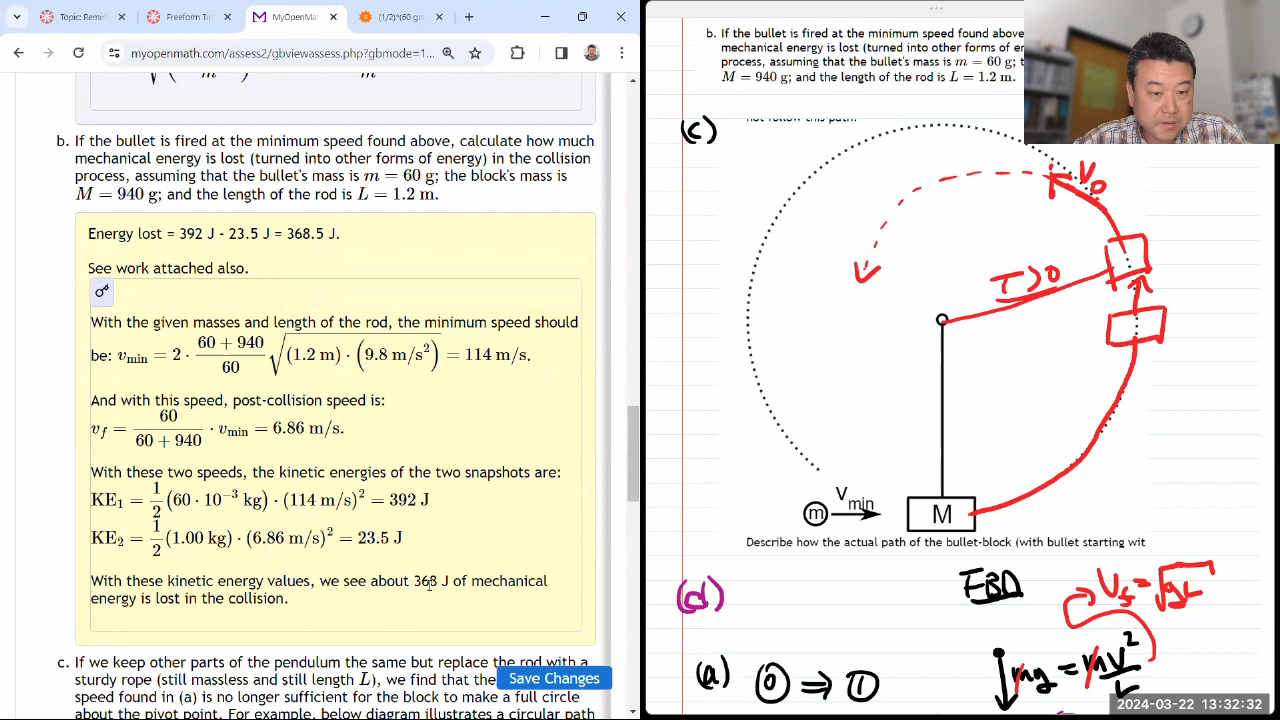 Topic: Remin
Freeform Ter
MyOpenMa
(1/2)*(60 gra
myopenmath.com/assess2/gbviewassess.php?gbmode=1...
b. If the bullet is fired at the minimum speed found above, calculate how much
mechanical energy is lost (turned into other forms of energy) in the collision
process, assuming that the bullet's mass is m = 60 g; the block's mass is
M = 940 g; and the length of the rod is L = 1.2 m.
Energy lost = 392 J - 23.5 J = 368.5 J.
See work attached also.
With the given masses and length of the rod, the minimum speed should
be: v_min = 2 · (60 + 940)/60 √((1.2 m) · (9.8 m/s²)) = 114 m/s.
And with this speed, post-collision speed is:
v_f = 60/(60 + 940) · v_min = 6.86 m/s.
With these two speeds, the kinetic energies of the two snapshots are:
KE₁ = 1/2 (60 · 10⁻³ kg) · (114 m/s)² = 392 J
KE₂ = 1/2 (1.00 kg) · (6.86 m/s)² = 23.5 J
With these kinetic energy values, we see about 368 J of mechanical
energy is lost in the collision.
c. If we keep other parts of the pendulum the same but replace the rod with a
sturdy rope (still massless and still length L), we find that the
speed found in (a) is no longer sufficient for the block to make a full circle
about the pivot point. For example, below diagram illustrates a circular path
Save Changes
b. If the bullet is fired at the minimum speed found above
mechanical energy is lost (turned into other forms of en
process, assuming that the bullet's mass is m = 60 g; t
M = 940 g; and the length of the rod is L = 1.2 m.
(c)
not follow this path.
V₀
T>0
m
V_min
M
Describe how the actual path of the bullet-block (with bullet starting wit
(d)
FBD
V_f = √gL
(a) ⓪ ⇒ ①
mg = mv²/L
2024-03-22 13:32:32